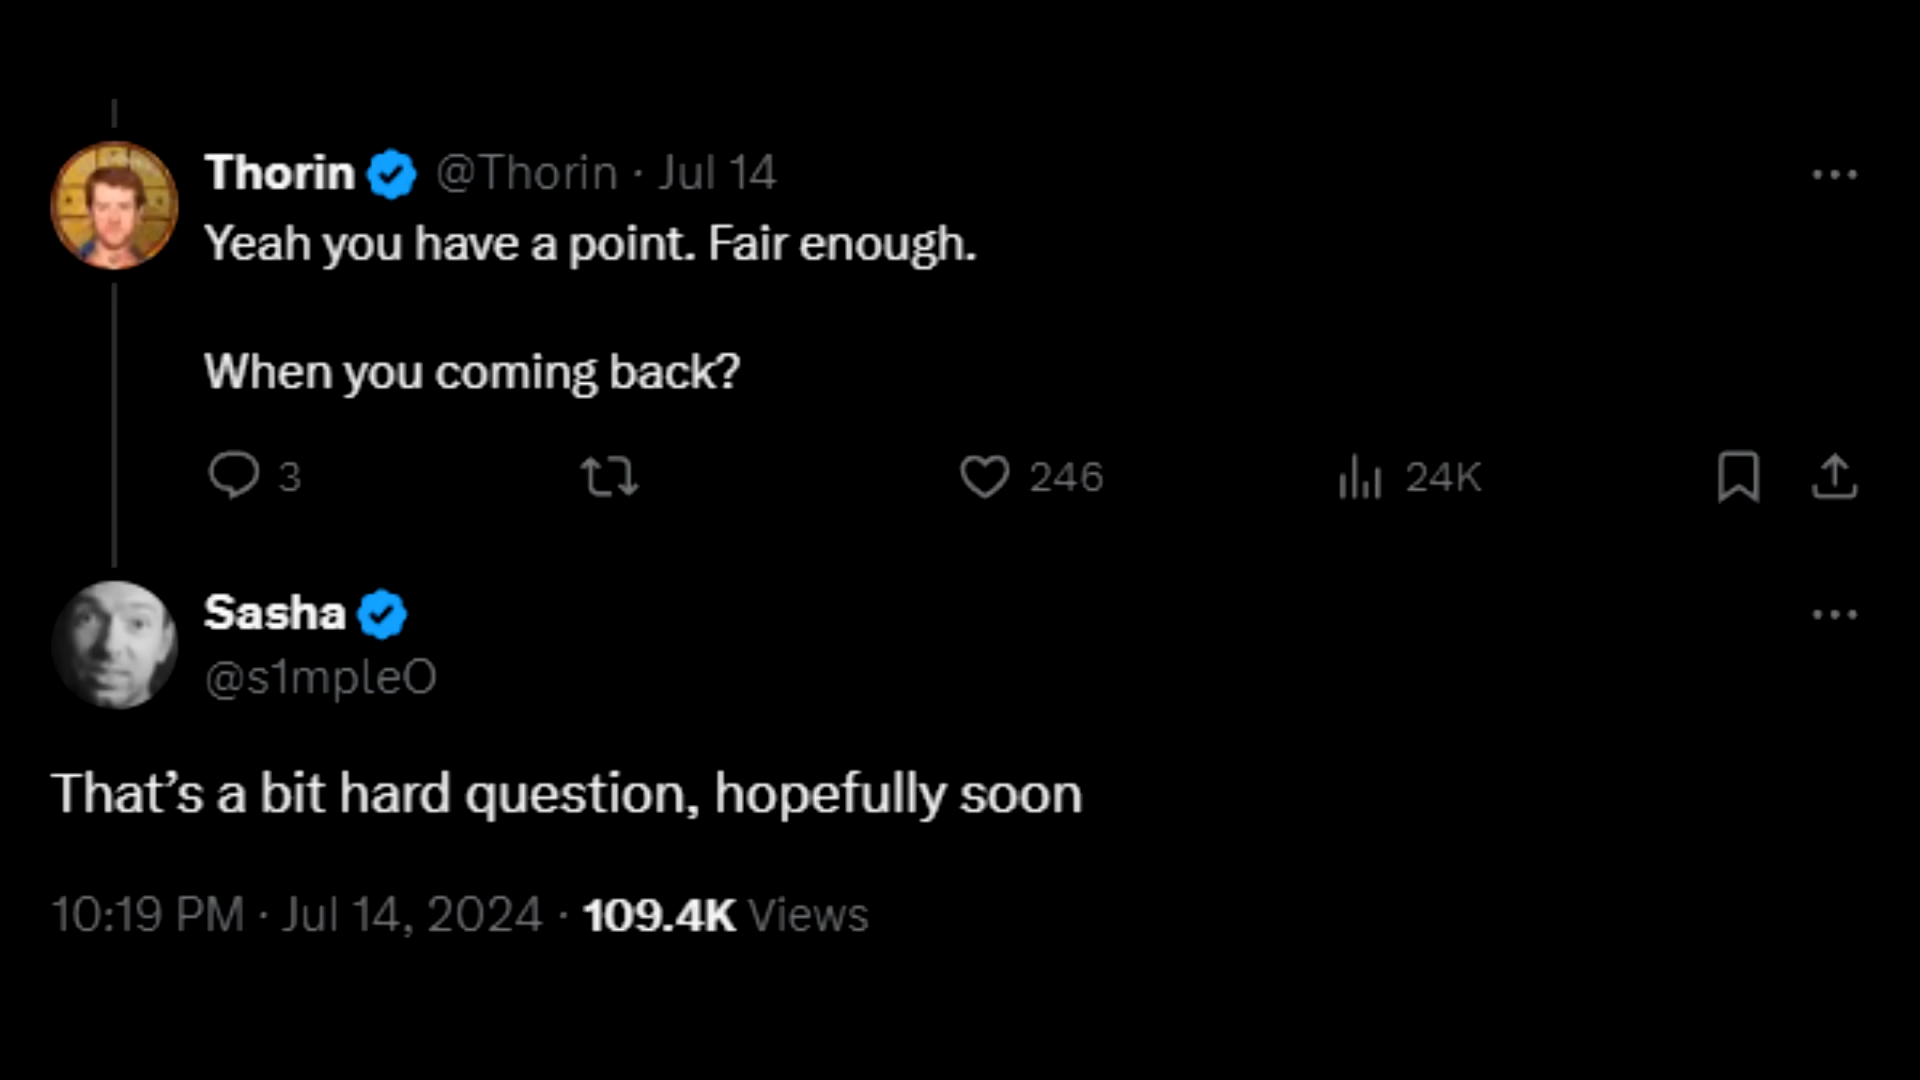 Thorin @Thorin · Jul 14
Yeah you have a point. Fair enough.
When you coming back?
3 246 24K
Sasha
@s1mpleO
That’s a bit hard question, hopefully soon
10:19 PM · Jul 14, 2024 · 109.4K Views